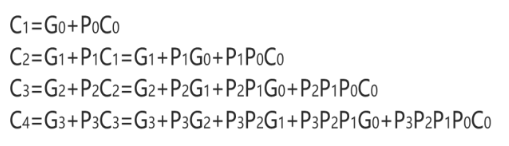 C₁=G₀+P₀C₀
C₂=G₁+P₁C₁=G₁+P₁G₀+P₁P₀C₀
C₃=G₂+P₂C₂=G₂+P₂G₁+P₂P₁G₀+P₂P₁P₀C₀
C₄=G₃+P₃C₃=G₃+P₃G₂+P₃P₂G₁+P₃P₂P₁G₀+P₃P₂P₁P₀C₀